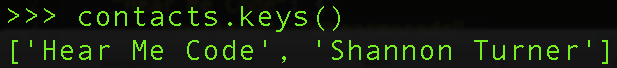 >>> contacts.keys()
['Hear Me Code', 'Shannon Turner']